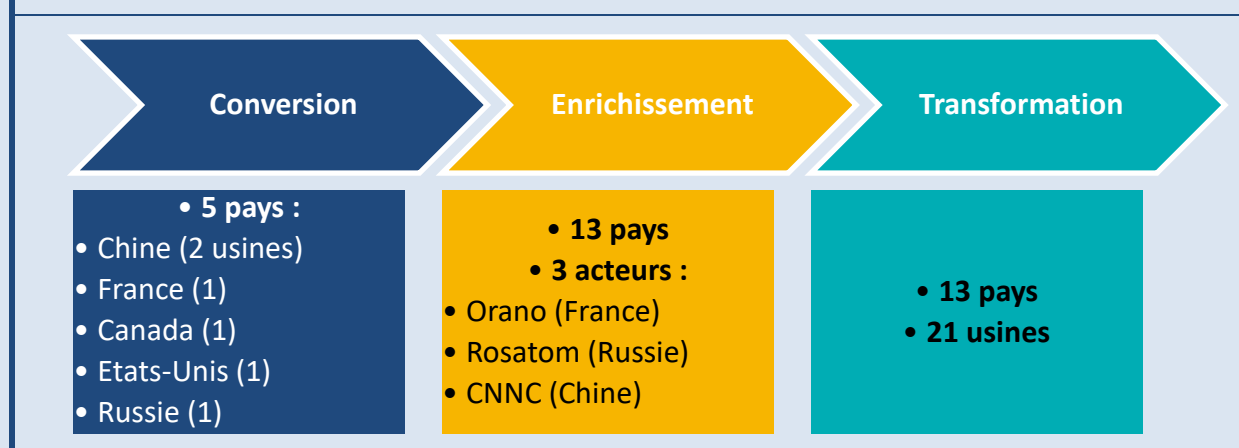 Conversion
Enrichissement
Transformation
• 5 pays :
• Chine (2 usines)
• France (1)
• Canada (1)
• Etats-Unis (1)
• Russie (1)
• 13 pays
• 3 acteurs :
• Orano (France)
• Rosatom (Russie)
• CNNC (Chine)
• 13 pays
• 21 usines